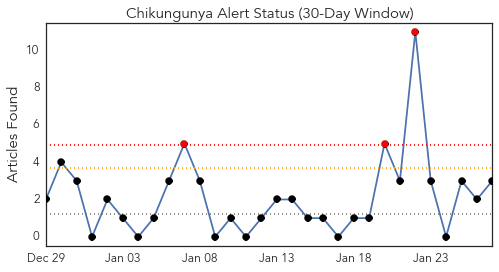 Chikungunya Alert Status (30-Day Window)
Articles Found
10
8
6
4
2
0
Dec 29 Jan 03 Jan 08 Jan 13 Jan 18 Jan 23